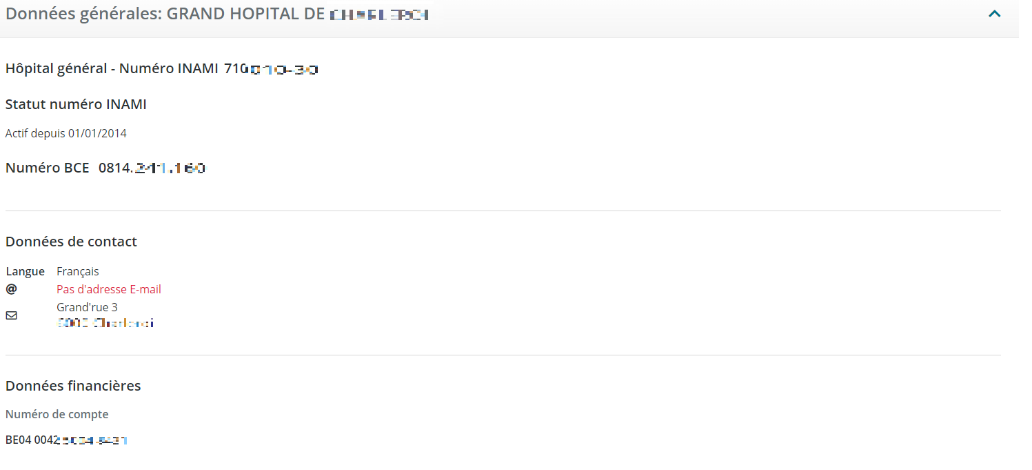 Données générales: GRAND HOPITAL DE
Hôpital général - Numéro INAMI
Statut numéro INAMI
Actif depuis 01/01/2014
Numéro BCE 0814.
Données de contact
Langue Français
@ Pas d'adresse E-mail
Grand'rue 3
Données financières
Numéro de compte
BE04 0042